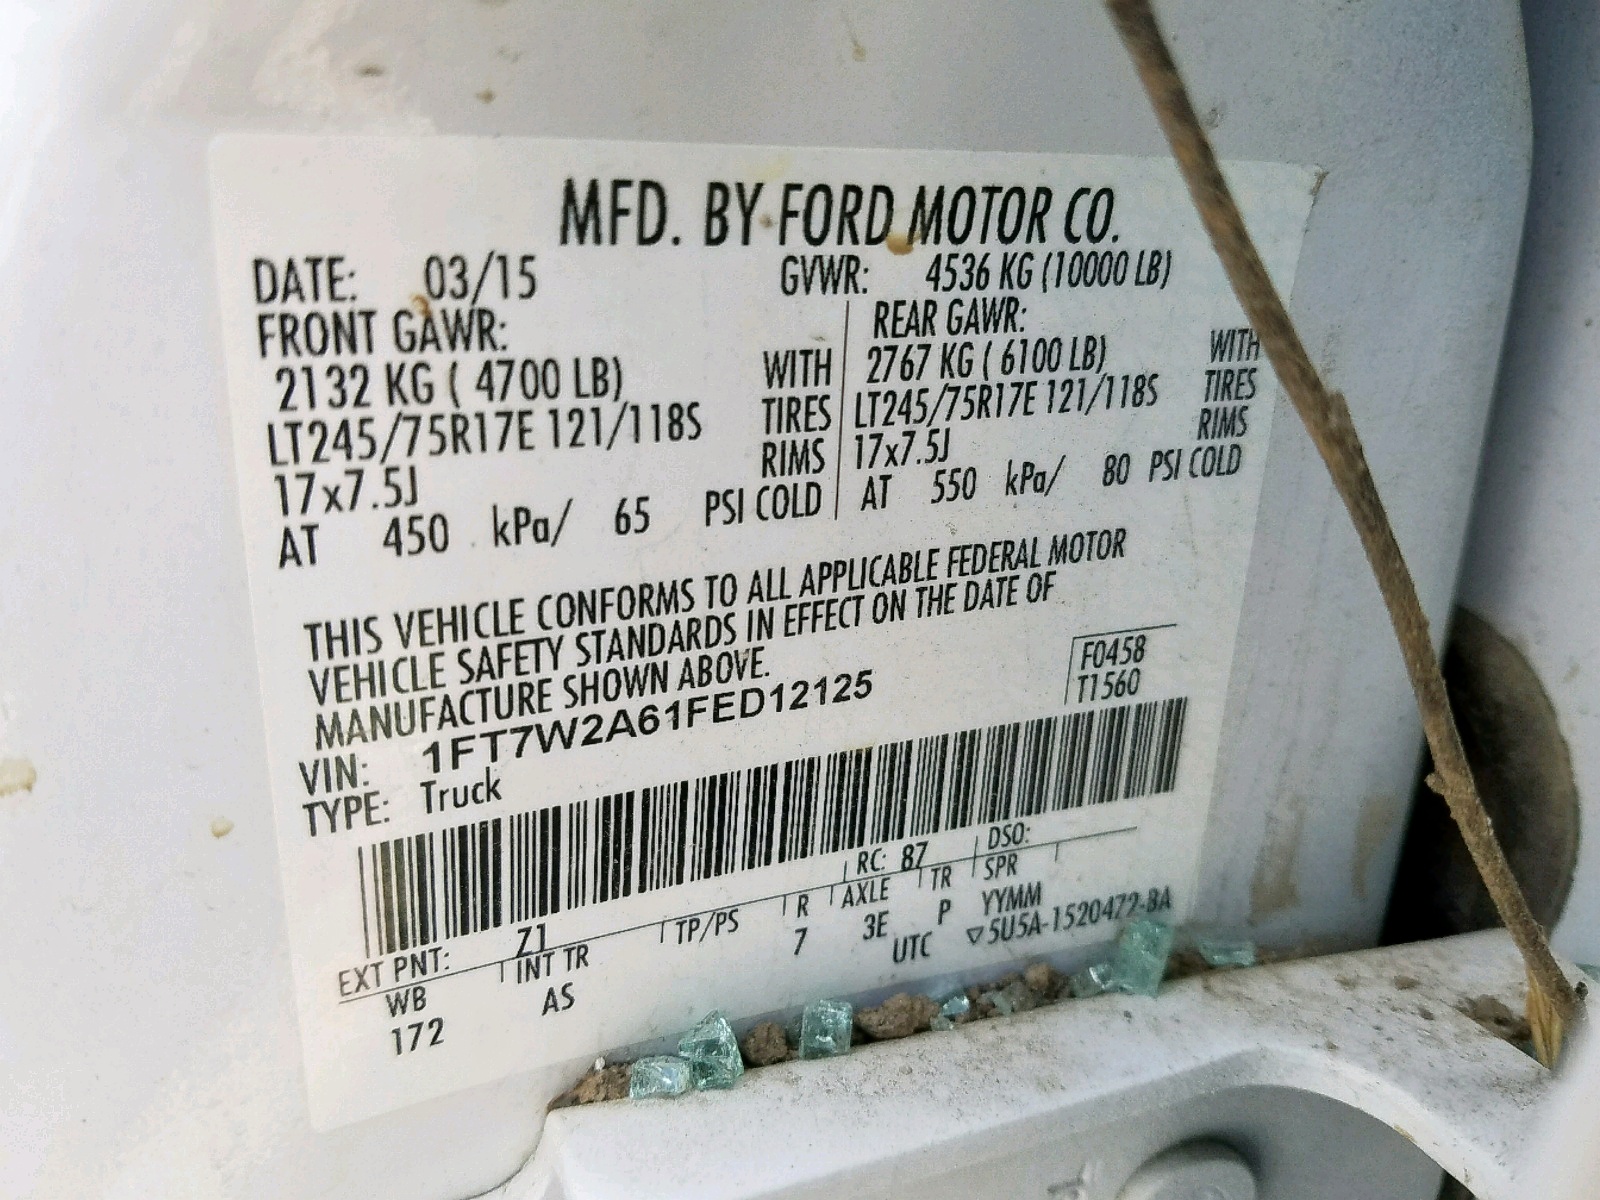 MFD. BY FORD MOTOR CO.
DATE: 03/15 GVWR: 4536 KG (10000 LB)
FRONT GAWR: REAR GAWR:
2132 KG ( 4700 LB) WITH 2767 KG ( 6100 LB) WITH
LT245/75R17E 121/118S TIRES LT245/75R17E 121/118S TIRES
17x7.5J RIMS 17x7.5J RIMS
AT 450 kPa/ 65 PSI COLD AT 550 kPa/ 80 PSI COLD
THIS VEHICLE CONFORMS TO ALL APPLICABLE FEDERAL MOTOR
VEHICLE SAFETY STANDARDS IN EFFECT ON THE DATE OF
MANUFACTURE SHOWN ABOVE.
F0458
T1560
VIN: 1FT7W2A61FED12125
TYPE: Truck
EXT PNT: Z1 RC: 87 DSO:
WB INT TR TP/PS R AXLE TR SPR
172 AS 7 3E P YYMM
UTC ▽5U5A-1520472-BA